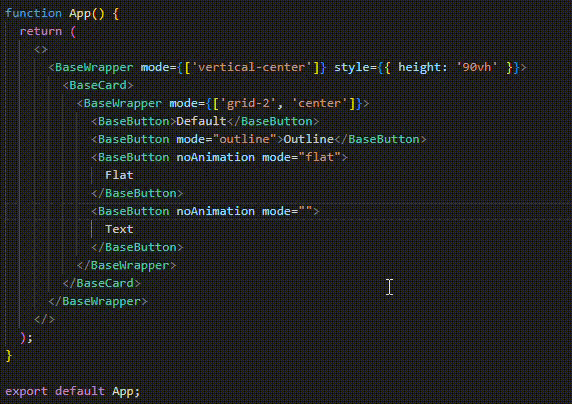 function App() {
  return (
    <>
      <BaseWrapper mode={['vertical-center']} style={{ height: '90vh' }}>
        <BaseCard>
          <BaseWrapper mode={['grid-2', 'center']}>
            <BaseButton>Default</BaseButton>
            <BaseButton mode="outline">Outline</BaseButton>
            <BaseButton noAnimation mode="flat">
              Flat
            </BaseButton>
            <BaseButton noAnimation mode="">
              Text
            </BaseButton>
          </BaseWrapper>
        </BaseCard>
      </BaseWrapper>
    </>
  );
}

export default App;